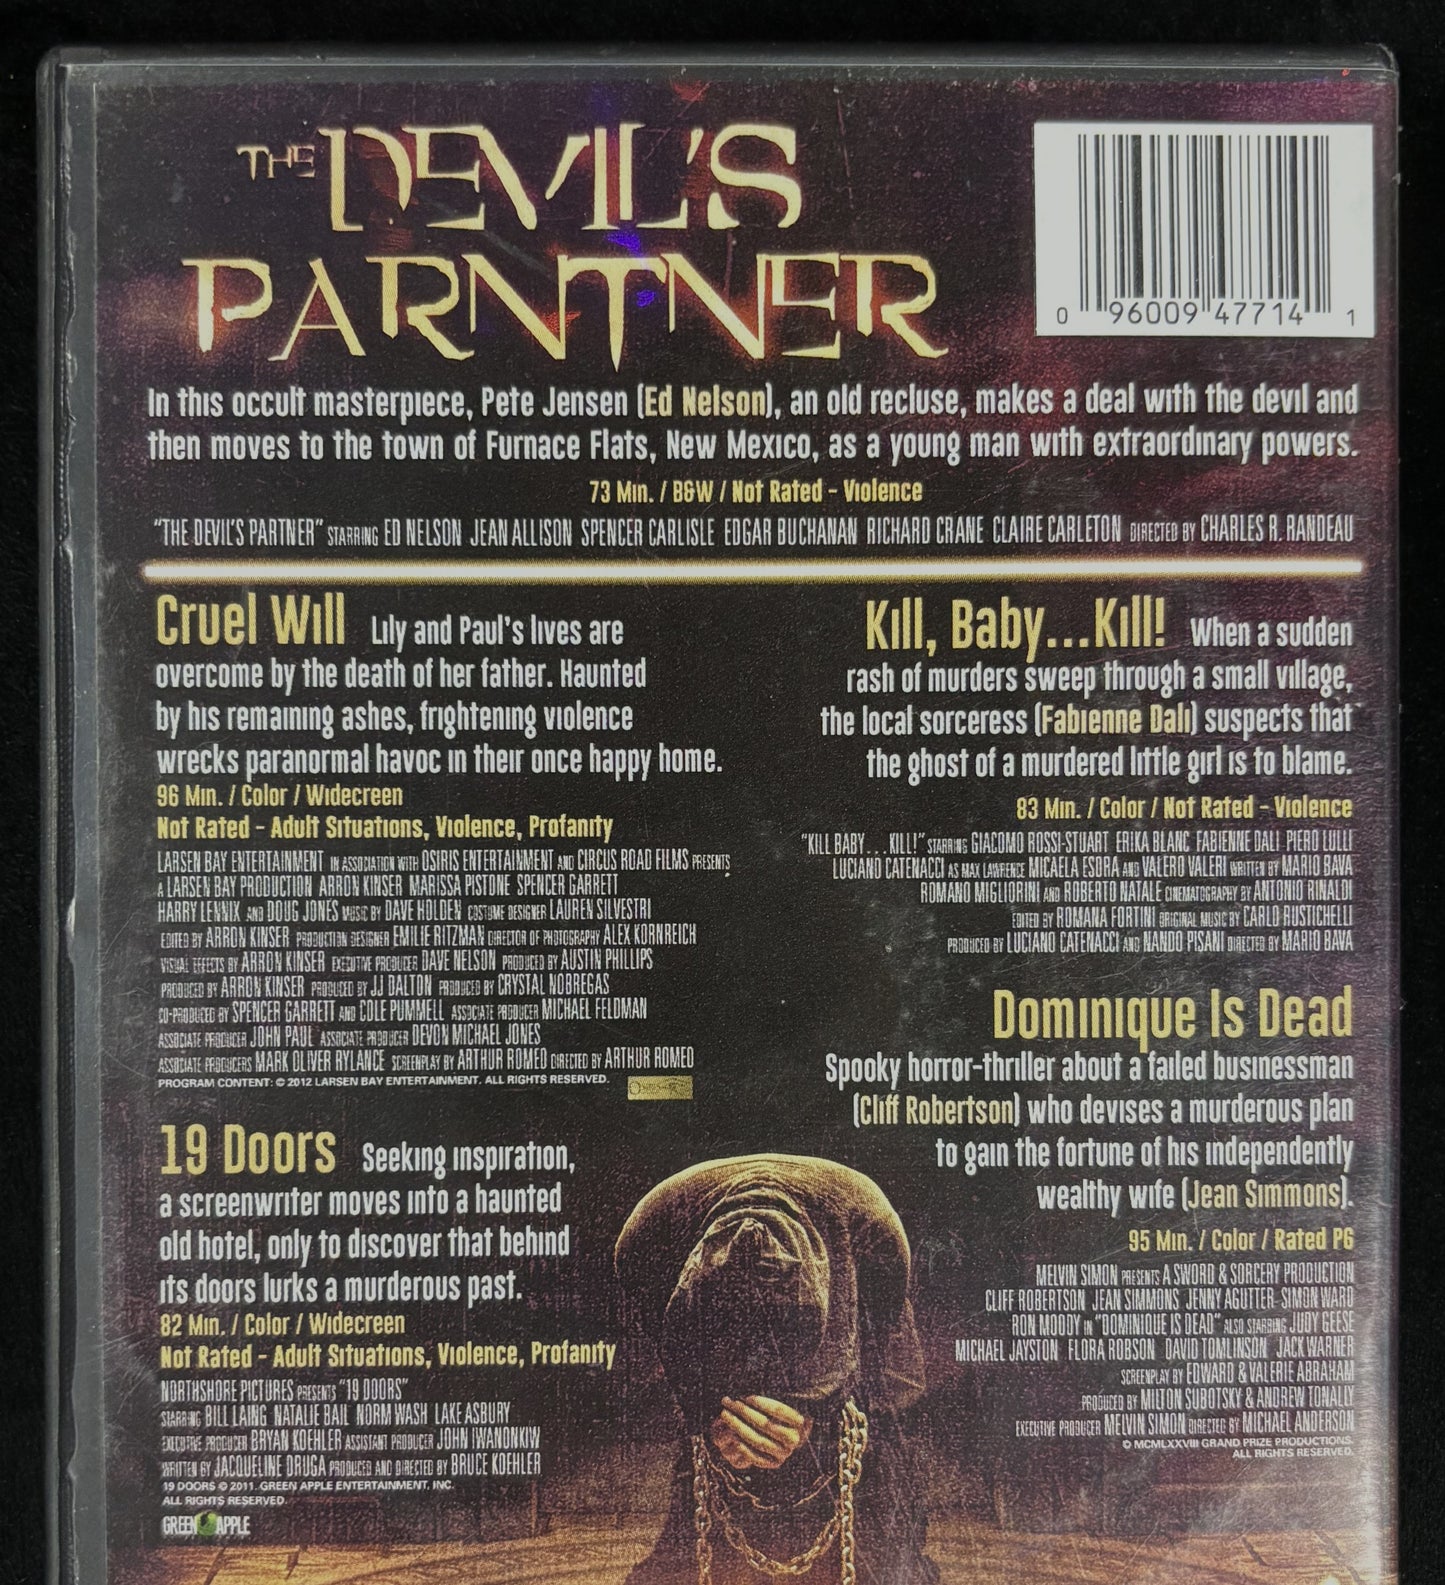 THE DEVIL'S
PARNTNER
0 96009 47714 1
In this occult masterpiece, Pete Jensen (Ed Nelson), an old recluse, makes a deal with the devil and
then moves to the town of Furnace Flats, New Mexico, as a young man with extraordinary powers.
73 Min. / B&W / Not Rated - Violence
"THE DEVIL'S PARTNER" STARRING ED NELSON JEAN ALLISON SPENCER CARLISLE EDGAR BUCHANAN RICHARD CRANE CLAIRE CARLETON DIRECTED BY CHARLES R. RANDEAU
Cruel Will Lily and Paul's lives are
overcome by the death of her father. Haunted
by his remaining ashes, frightening violence
wrecks paranormal havoc in their once happy home.
96 Min. / Color / Widecreen
Not Rated - Adult Situations, Violence, Profanity
LARSEN BAY ENTERTAINMENT IN ASSOCIATION WITH OSIRIS ENTERTAINMENT AND CIRCUS ROAD FILMS PRESENTS
A LARSEN BAY PRODUCTION ARRON KINSER MARISSA PISTONE SPENCER GARRETT
HARRY LENNIX AND DOUG JONES MUSIC BY DAVE HOLDEN COSTUME DESIGNER LAUREN SILVESTRI
EDITED BY ARRON KINSER PRODUCTION DESIGNER EMILIE RITZMAN DIRECTOR OF PHOTOGRAPHY ALEX KORNREICH
VISUAL EFFECTS BY ARRON KINSER EXECUTIVE PRODUCER DAVE NELSON PRODUCED BY AUSTIN PHILLIPS
PRODUCED BY ARRON KINSER PRODUCED BY JJ DALTON PRODUCED BY CRYSTAL NOBREGAS
CO-PRODUCED BY SPENCER GARRETT AND COLE PUMMELL ASSOCIATE PRODUCER MICHAEL FELDMAN
ASSOCIATE PRODUCER JOHN PAUL ASSOCIATE PRODUCER DEVON MICHAEL JONES
ASSOCIATE PRODUCERS MARK OLIVER RYLANCE SCREENPLAY BY ARTHUR ROMEO DIRECTED BY ARTHUR ROMEO
PROGRAM CONTENT: © 2012 LARSEN BAY ENTERTAINMENT. ALL RIGHTS RESERVED.
19 Doors Seeking inspiration,
a screenwriter moves into a haunted
old hotel, only to discover that behind
its doors lurks a murderous past.
82 Min. / Color / Widecreen
Not Rated - Adult Situations, Violence, Profanity
NORTHSHORE PICTURES PRESENTS "19 DOORS"
STARRING BILL LAING NATALIE BAIL NORM WASH LAKE ASBURY
EXECUTIVE PRODUCER BRYAN KOEHLER ASSISTANT PRODUCER JOHN IWANONKIW
WRITTEN BY JACQUELINE DRUGA PRODUCED AND DIRECTED BY BRUCE KOEHLER
19 DOORS © 2011. GREEN APPLE ENTERTAINMENT, INC.
ALL RIGHTS RESERVED.
GREEN APPLE
Kill, Baby...Kill! When a sudden
rash of murders sweep through a small village,
the local sorceress (Fabienne Dali) suspects that
the ghost of a murdered little girl is to blame.
83 Min. / Color / Not Rated - Violence
"KILL BABY...KILL!" STARRING GIACOMO ROSSI-STUART ERIKA BLANC FABIENNE DALI PIERO LULLI
LUCIANO CATENACCI AS MAX LAWRENCE MICAELA ESDRA AND VALERO VALERI WRITTEN BY MARIO BAVA
ROMANO MIGLIORINI AND ROBERTO NATALE CINEMATOGRAPHY BY ANTONIO RINALDI
EDITED BY ROMANA FORTINI ORIGINAL MUSIC BY CARLO RUSTICHELLI
PRODUCED BY LUCIANO CATENACCI AND NANDO PISANI DIRECTED BY MARIO BAVA
Dominique Is Dead
Spooky horror-thriller about a failed businessman
(Cliff Robertson) who devises a murderous plan
to gain the fortune of his independently
wealthy wife (Jean Simmons).
95 Min. / Color / Rated PG
MELVIN SIMON PRESENTS A SWORD & SORCERY PRODUCTION
CLIFF ROBERTSON JEAN SIMMONS JENNY AGUTTER SIMON WARD
RON MOODY IN "DOMINIQUE IS DEAD" ALSO STARRING JUDY GEESE
MICHAEL JAYSTON FLORA ROBSON DAVID TOMLINSON JACK WARNER
SCREENPLAY BY EDWARD & VALERIE ABRAHAM
PRODUCED BY MILTON SUBOTSKY & ANDREW TONALLY
EXECUTIVE PRODUCER MELVIN SIMON DIRECTED BY MICHAEL ANDERSON
© MCMLXXVIII GRAND PRIZE PRODUCTIONS.
ALL RIGHTS RESERVED.